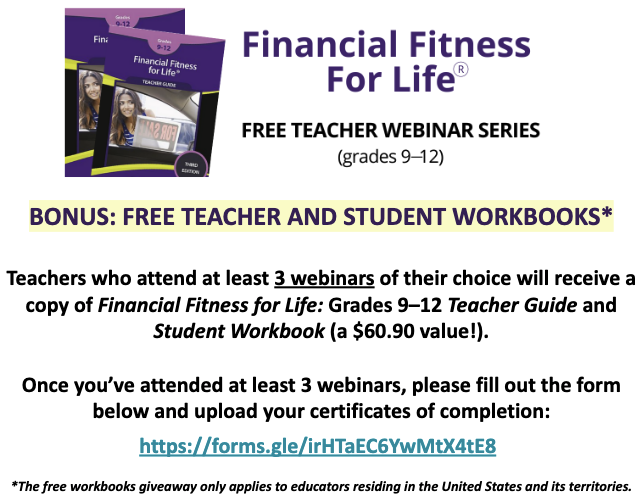 Grades
9-12
Fina
fo
Grades
9-12
Financial Fitness
for Life®
TEACHER GUIDE
FOR SA
THIRD
EDITION
Financial Fitness
For Life®
FREE TEACHER WEBINAR SERIES
(grades 9–12)
BONUS: FREE TEACHER AND STUDENT WORKBOOKS*
Teachers who attend at least 3 webinars of their choice will receive a
copy of Financial Fitness for Life: Grades 9–12 Teacher Guide and
Student Workbook (a $60.90 value!).
Once you’ve attended at least 3 webinars, please fill out the form
below and upload your certificates of completion:
https://forms.gle/irHTaEC6YwMtX4tE8
*The free workbooks giveaway only applies to educators residing in the United States and its territories.